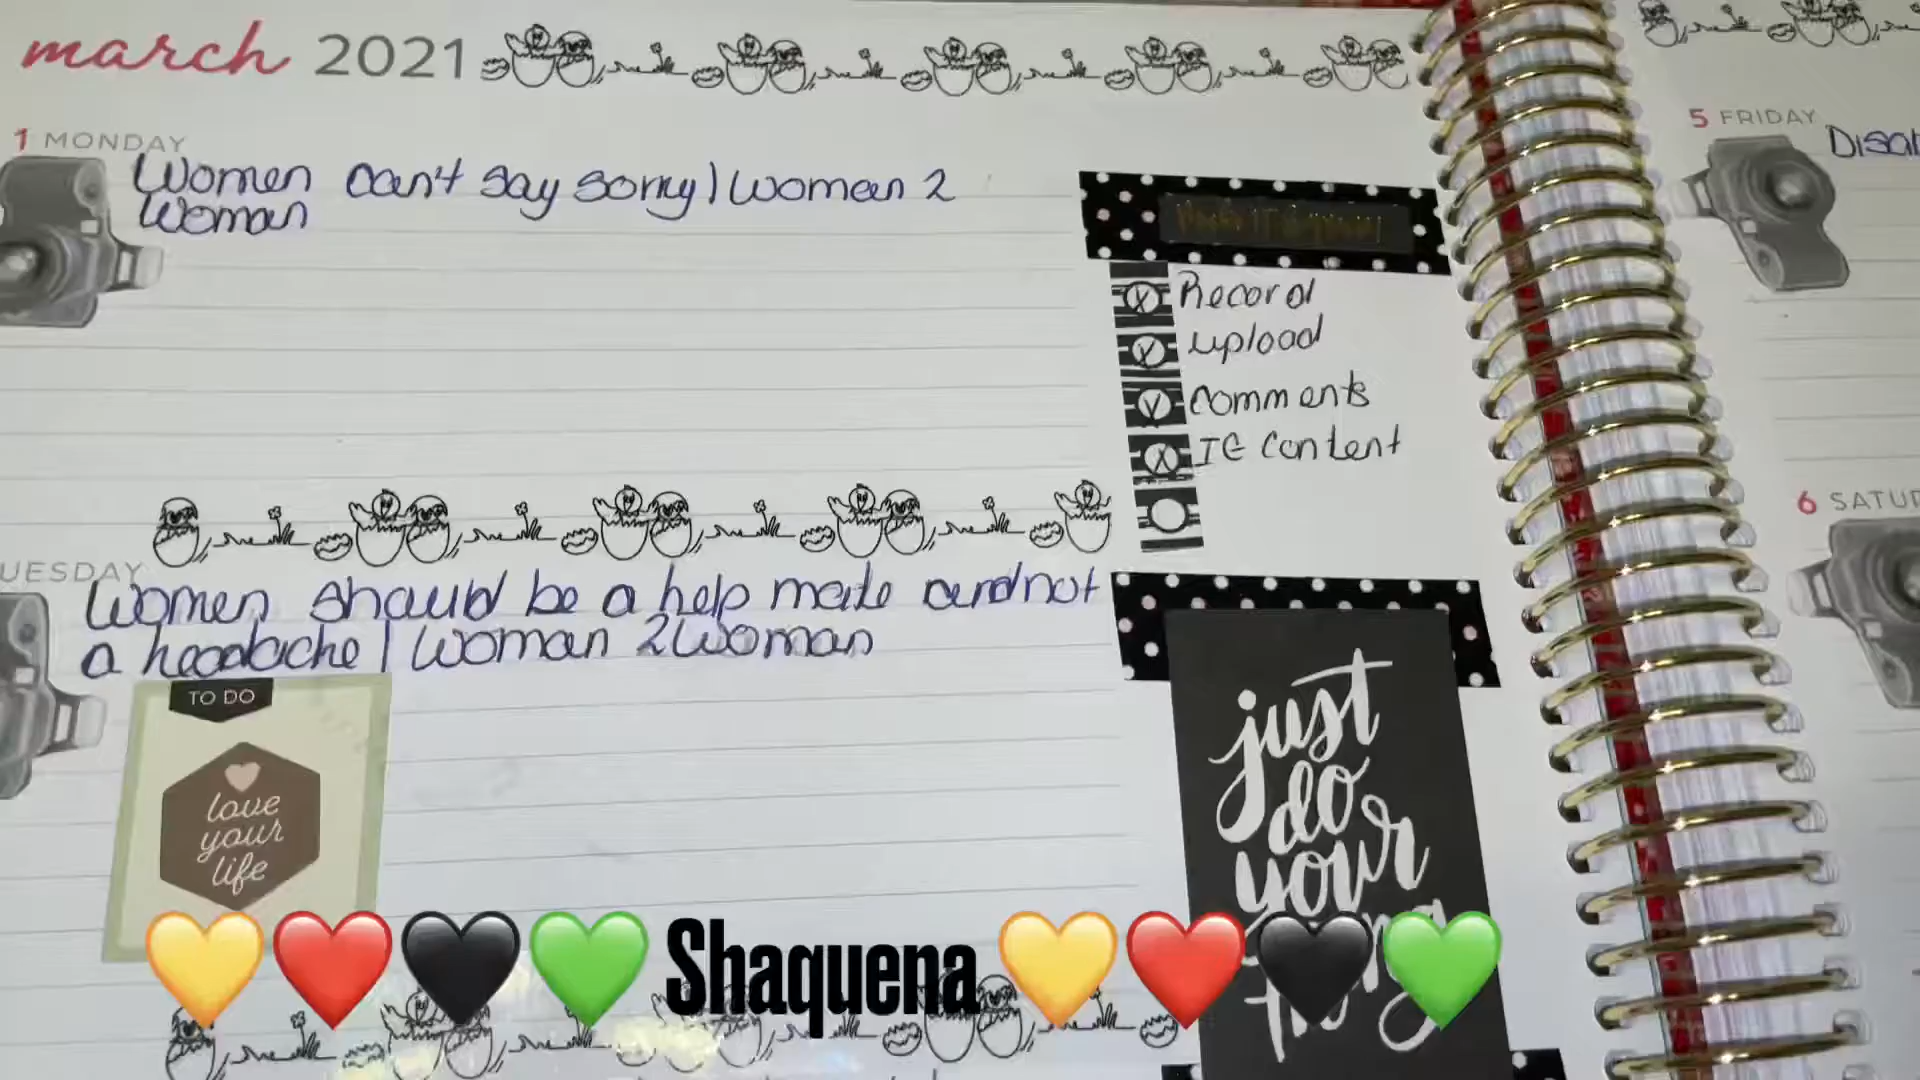 march 2021
1 MONDAY
Women can't say sorry | Woman 2
Woman
Record
upload
Comments
IG Content
UESDAY
Women should be a help mate and not
a headache | Woman 2 Woman
TO DO
love
your
life
just
do
your
thing
Shaquena
5 FRIDAY
6 SATUR